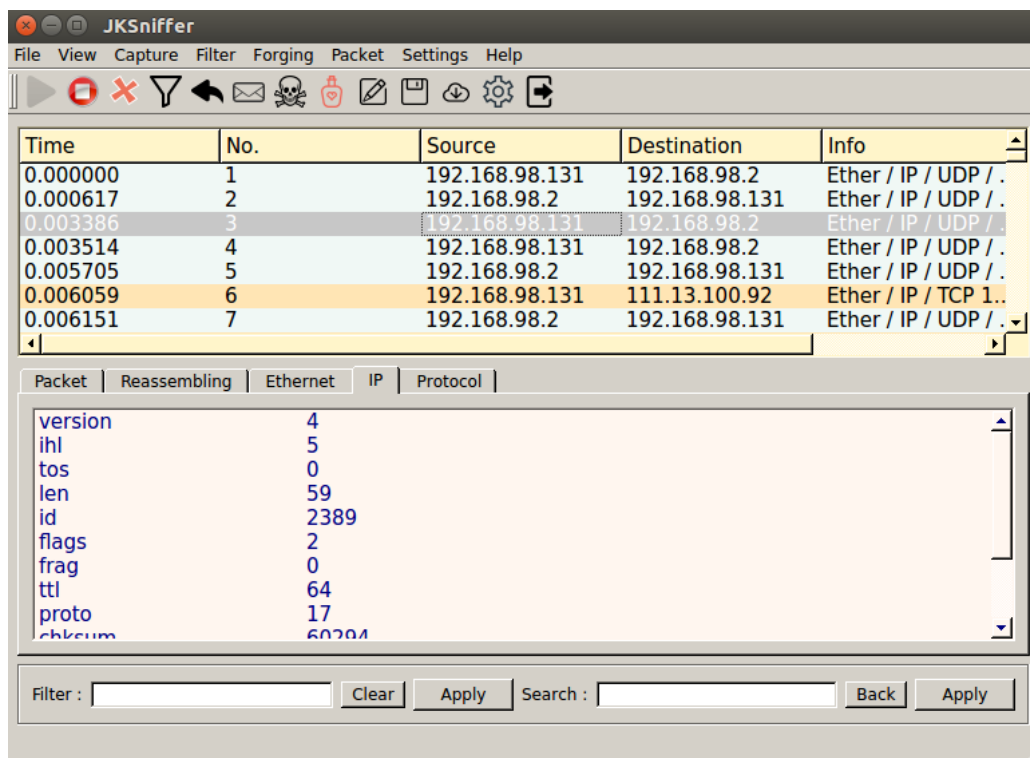 JKSniffer
File View Capture Filter Forging Packet Settings Help
Time No. Source Destination Info
0.000000 1 192.168.98.131 192.168.98.2 Ether / IP / UDP / .
0.000617 2 192.168.98.2 192.168.98.131 Ether / IP / UDP / .
0.003386 3 192.168.98.131 192.168.98.2 Ether / IP / UDP / .
0.003514 4 192.168.98.131 192.168.98.2 Ether / IP / UDP / .
0.005705 5 192.168.98.2 192.168.98.131 Ether / IP / UDP / .
0.006059 6 192.168.98.131 111.13.100.92 Ether / IP / TCP 1..
0.006151 7 192.168.98.2 192.168.98.131 Ether / IP / UDP / .
Packet Reassembling Ethernet IP Protocol
version 4
ihl 5
tos 0
len 59
id 2389
flags 2
frag 0
ttl 64
proto 17
chksum 60294
Filter : Clear Apply Search : Back Apply